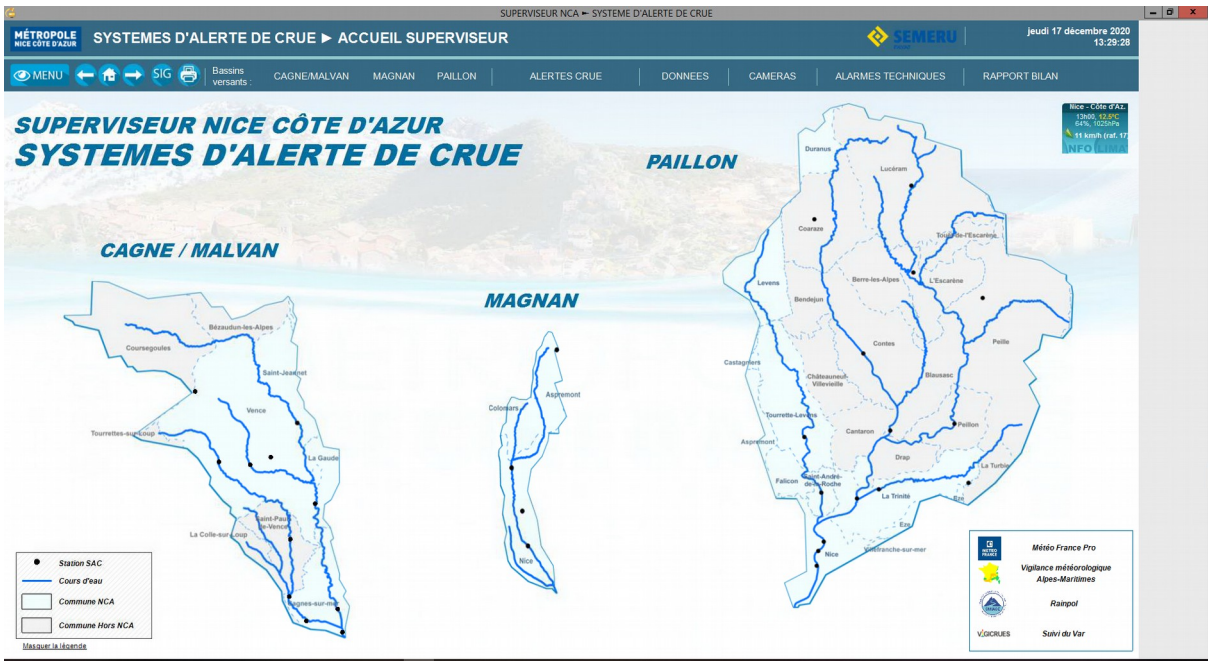 SUPERVISEUR NCA ► SYSTEME D'ALERTE DE CRUE
MÉTROPOLE
NICE CÔTE D'AZUR
SYSTEMES D'ALERTE DE CRUE ► ACCUEIL SUPERVISEUR
SEMERU
jeudi 17 décembre 2020
13:29:28
MENU
SIG
Bassins
versants :
CAGNE/MALVAN
MAGNAN
PAILLON
ALERTES CRUE
DONNEES
CAMERAS
ALARMES TECHNIQUES
RAPPORT BILAN
SUPERVISEUR NICE CÔTE D'AZUR
SYSTEMES D'ALERTE DE CRUE
Nice - Côte d'Az.
13h00, 12.5°C
64%, 1025hPa
11 km/h (raf. 17)
CAGNE / MALVAN
Bézaudun-les-Alpes
Coursegoules
Saint-Jeannet
Vence
Tourrettes-sur-Loup
La Gaude
Saint-Paul
de-Vence
La Colle-sur-Loup
Cagnes-sur-mer
MAGNAN
Aspremont
Colomars
Nice
PAILLON
Duranus
Lucéram
Coaraze
Touët-de-l'Escarène
Levens
Berre-les-Alpes
L'Escarène
Bendejun
Contes
Peille
Castagniers
Châteauneuf-
Villevieille
Blausasc
Tourrette-Levens
Cantaron
Peillon
Aspremont
Drap
La Turbie
Falicon
Saint-André-
de-la-Roche
La Trinité
Eze
Eze
Nice
Villefranche-sur-mer
Station SAC
Cours d'eau
Commune NCA
Commune Hors NCA
Masquer la légende
METEO
FRANCE
Météo France Pro
Vigilance météorologique
Alpes-Maritimes
Rainpol
VIGICRUES
Suivi du Var